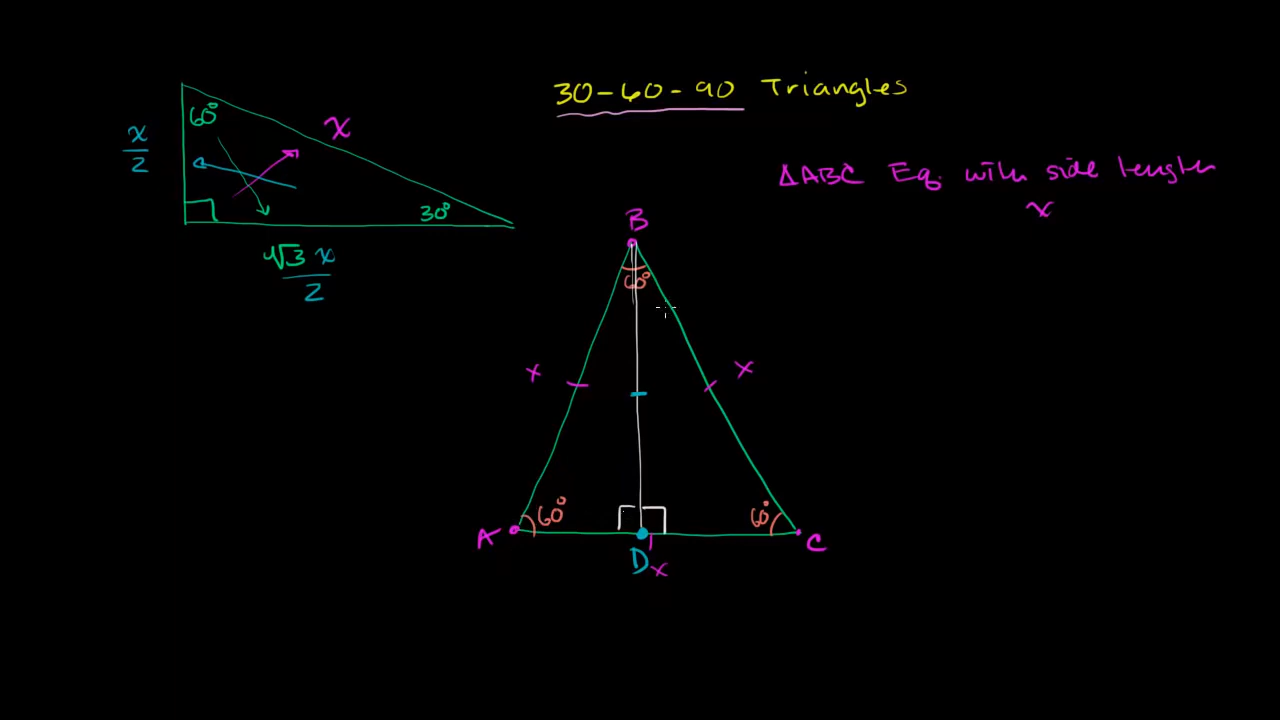 30-60-90 Triangles
60°
x
x/2
30°
√3 x/2
ΔABC Eq. with side length
x
B
60°
x
x
A
60°
60°
C
D
x